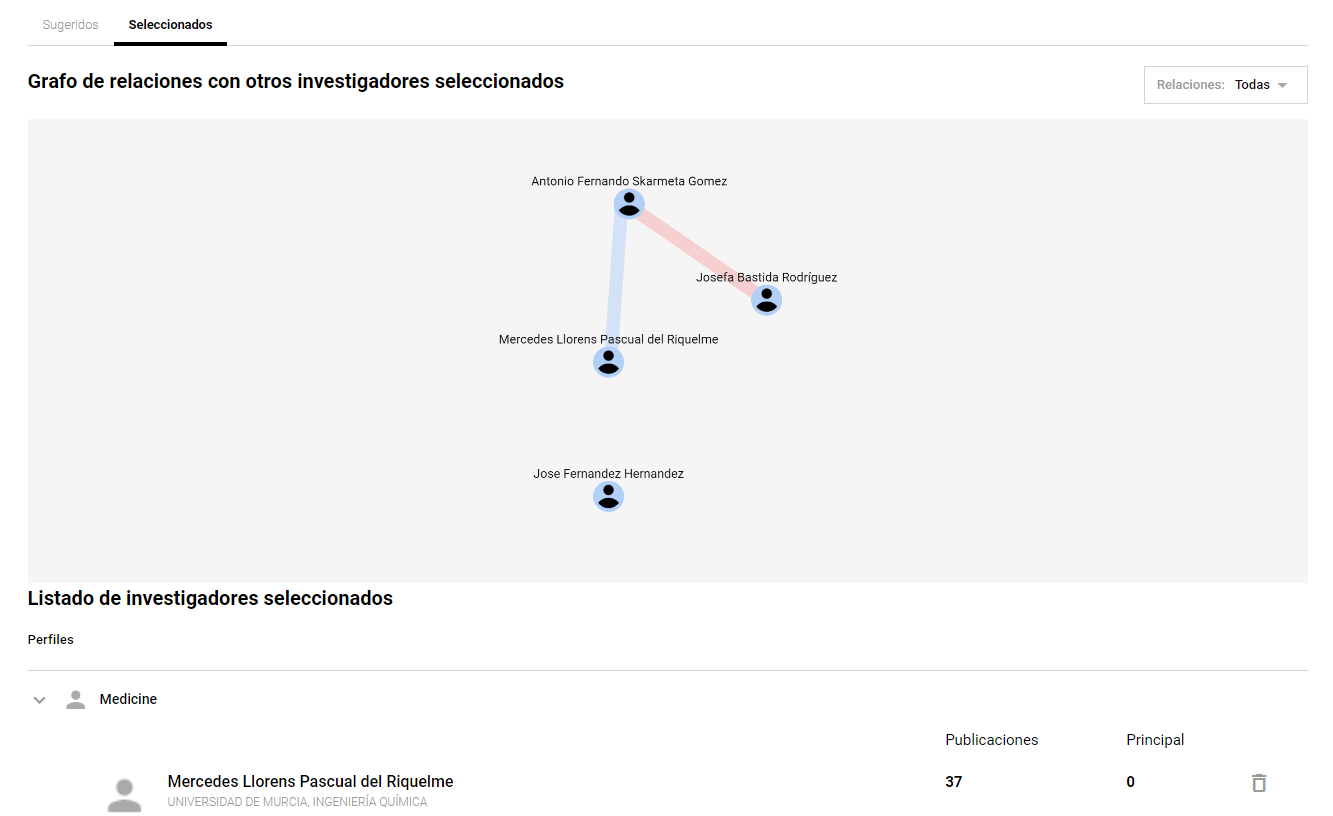 Sugeridos
Seleccionados
Grafo de relaciones con otros investigadores seleccionados
Relaciones: Todas
Antonio Fernando Skarmeta Gomez
Josefa Bastida Rodríguez
Mercedes Llorens Pascual del Riquelme
Jose Fernandez Hernandez
Listado de investigadores seleccionados
Perfiles
Medicine
Publicaciones
Principal
Mercedes Llorens Pascual del Riquelme
37
0
UNIVERSIDAD DE MURCIA, INGENIERÍA QUÍMICA